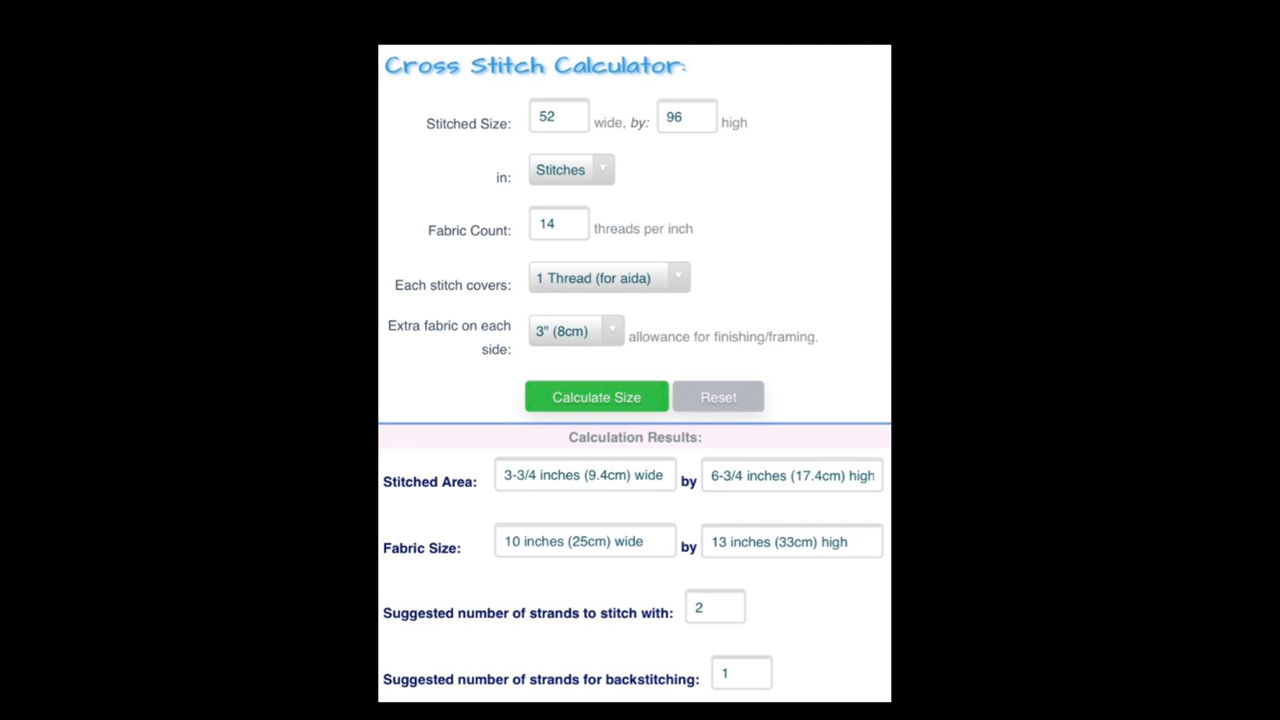 Cross Stitch Calculator:
Stitched Size: 52 wide, by: 96 high
in: Stitches
Fabric Count: 14 threads per inch
Each stitch covers: 1 Thread (for aida)
Extra fabric on each
side: 3" (8cm) allowance for finishing/framing.
Calculate Size Reset
Calculation Results:
Stitched Area: 3-3/4 inches (9.4cm) wide by 6-3/4 inches (17.4cm) high
Fabric Size: 10 inches (25cm) wide by 13 inches (33cm) high
Suggested number of strands to stitch with: 2
Suggested number of strands for backstitching: 1